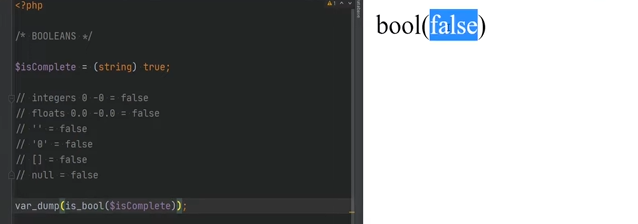 <?php
/* BOOLEANS */
$isComplete = (string) true;
// integers 0 -0 = false
// floats 0.0 -0.0 = false
// '' = false
// '0' = false
// [] = false
// null = false
var_dump(is_bool($isComplete));
1
bool(false)